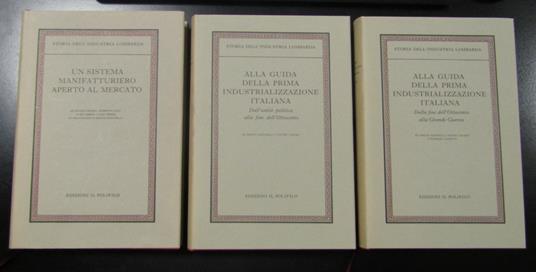 STORIA DELL'INDUSTRIA LOMBARDA
UN SISTEMA
MANIFATTURIERO
APERTO AL MERCATO
EDIZIONI IL POLIFILO
STORIA DELL'INDUSTRIA LOMBARDA
ALLA GUIDA
DELLA PRIMA
INDUSTRIALIZZAZIONE
ITALIANA
Dall'unità politica
alla fine dell'Ottocento
EDIZIONI IL POLIFILO
STORIA DELL'INDUSTRIA LOMBARDA
ALLA GUIDA
DELLA PRIMA
INDUSTRIALIZZAZIONE
ITALIANA
Dalla fine dell'Ottocento
alla Grande Guerra
EDIZIONI IL POLIFILO